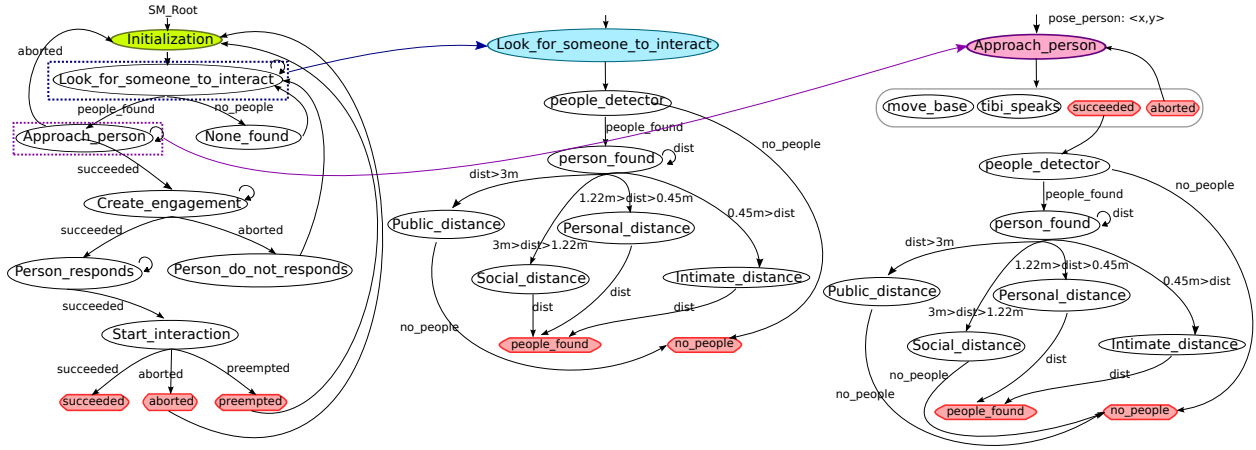 SM_Root
Initialization
aborted
Look_for_someone_to_interact
people_found
no_people
Approach_person
None_found
succeeded
Create_engagement
succeeded
aborted
Person_responds
Person_do_not_responds
succeeded
Start_interaction
succeeded
aborted
preempted
succeeded
aborted
preempted
Look_for_someone_to_interact
people_detector
people_found
no_people
person_found
dist
dist>3m
1.22m>dist>0.45m
0.45m>dist
Public_distance
Personal_distance
3m>dist>1.22m
Social_distance
Intimate_distance
dist
dist
dist
no_people
people_found
no_people
pose_person: <x,y>
Approach_person
move_base
tibi_speaks
succeeded
aborted
people_detector
people_found
no_people
person_found
dist
dist>3m
1.22m>dist>0.45m
0.45m>dist
Public_distance
Personal_distance
3m>dist>1.22m
Social_distance
Intimate_distance
dist
no_people
dist
no_people
people_found
no_people